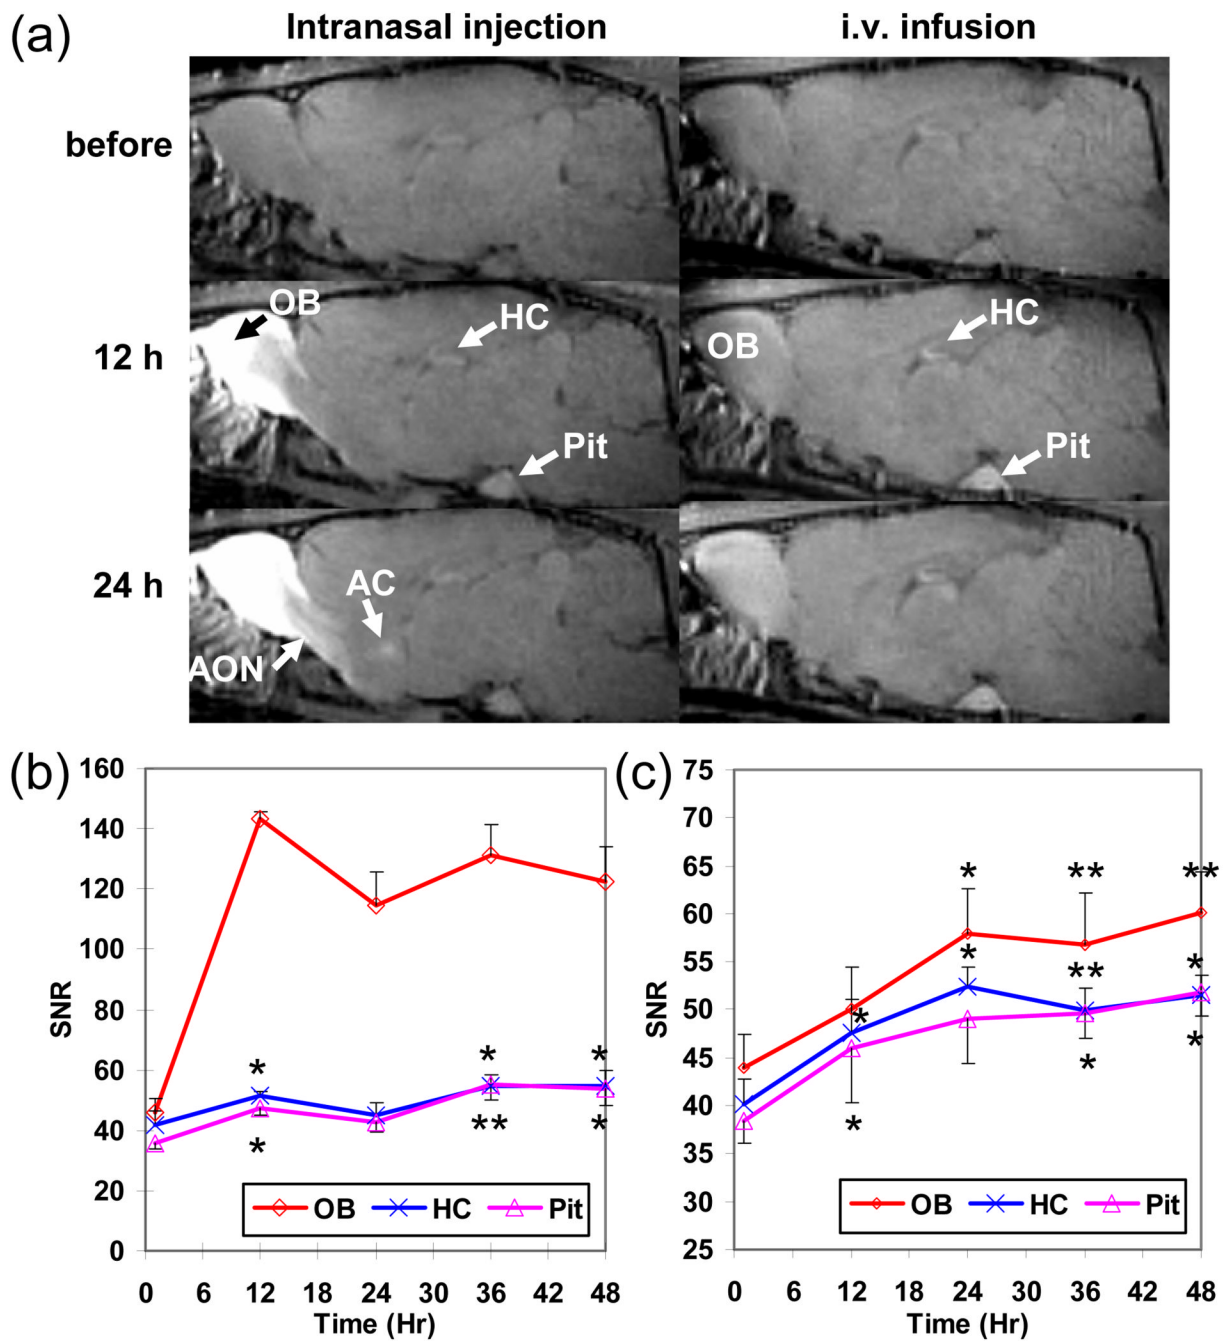 (a)
Intranasal injection
i.v. infusion
before
12 h
OB
HC
Pit
OB
HC
Pit
24 h
AC
AON
(b)
160
140
120
100
80
60
40
20
0
SNR
*
*
*
**
*
*
OB HC Pit
0 6 12 18 24 30 36 42 48
Time (Hr)
(c)
75
70
65
60
55
50
45
40
35
30
25
SNR
* ** **
* ** *
*
*
*
*
OB HC Pit
0 6 12 18 24 30 36 42 48
Time (Hr)